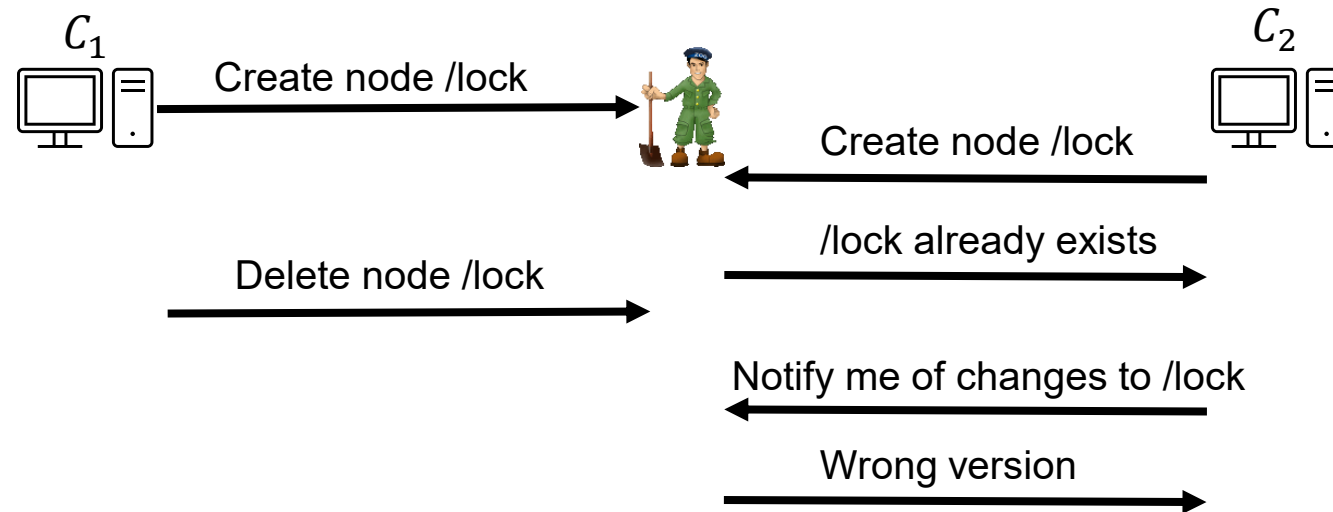 C₁
C₂
Create node /lock
Create node /lock
/lock already exists
Delete node /lock
Notify me of changes to /lock
Wrong version